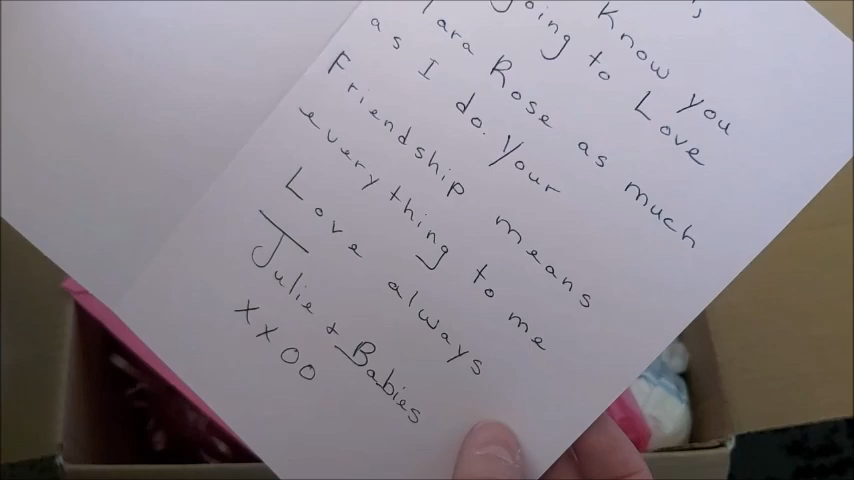 Know you
going to Love
Rose as much
as I do. Your
Friendship means
everything to me
Love always
Julie & Babies
xxoo